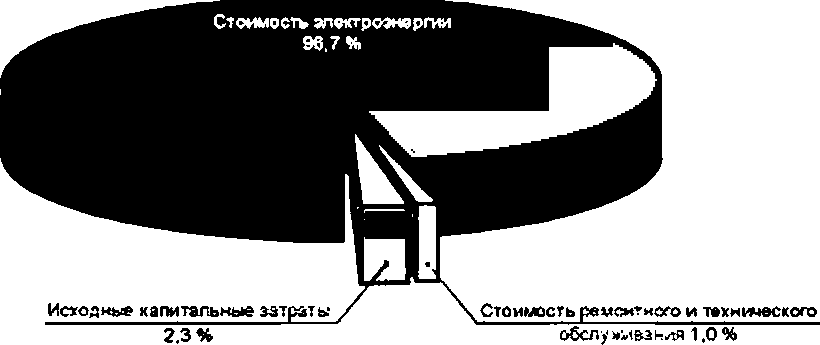 Стоимость электроэнергии
96,7 %
Исходные капитальные затраты
2,3 %
Стоимость ремонтного и технического
обслуживания 1,0 %